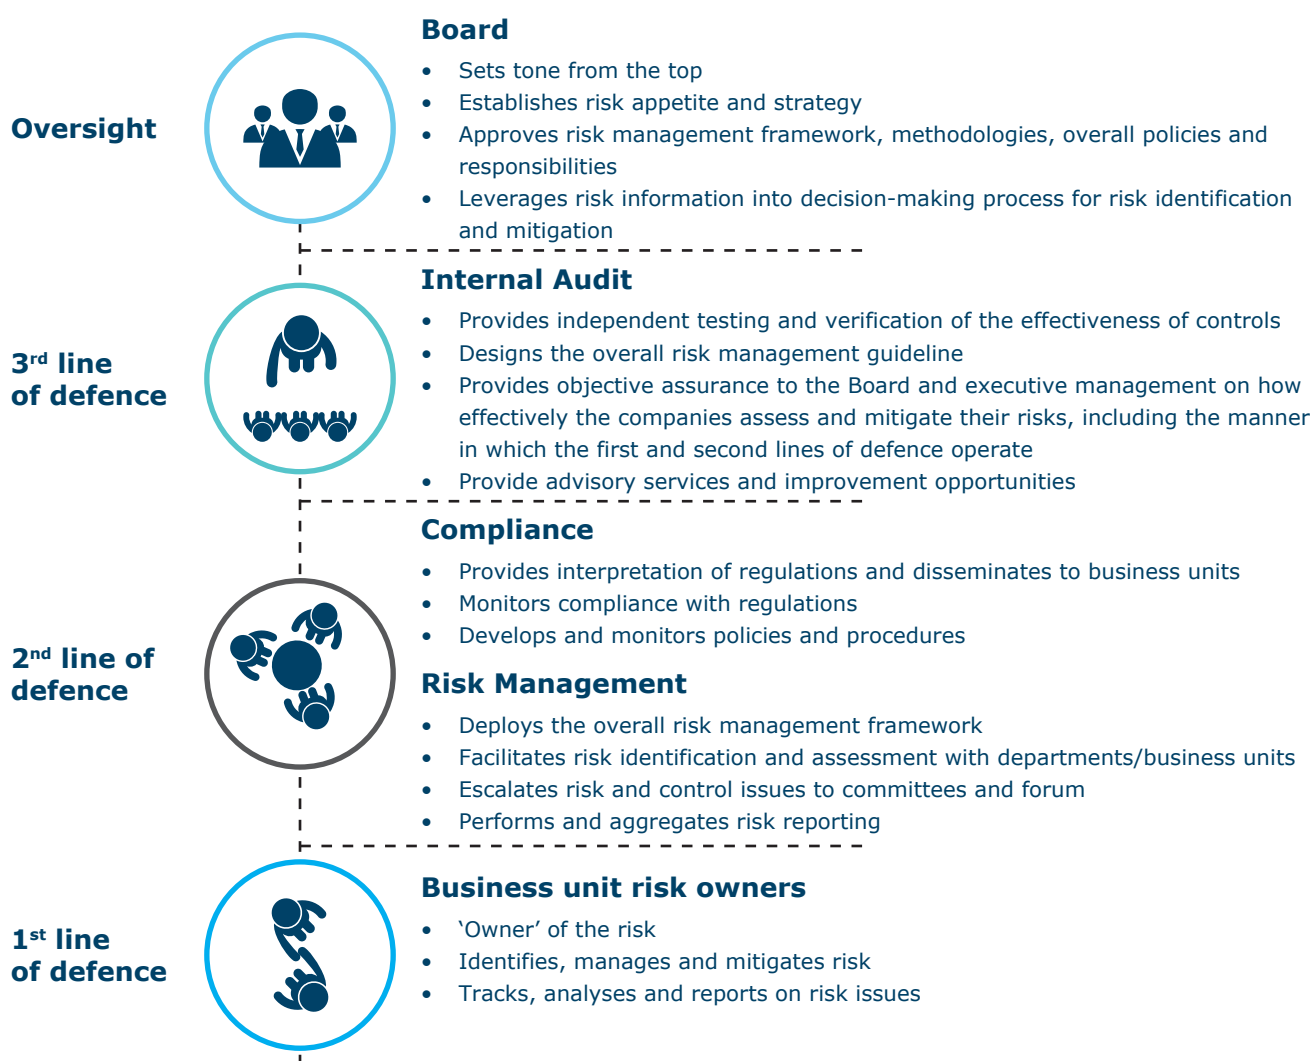 Oversight
Board
• Sets tone from the top
• Establishes risk appetite and strategy
• Approves risk management framework, methodologies, overall policies and
responsibilities
• Leverages risk information into decision-making process for risk identification
and mitigation
3rd line
of defence
Internal Audit
• Provides independent testing and verification of the effectiveness of controls
• Designs the overall risk management guideline
• Provides objective assurance to the Board and executive management on how
effectively the companies assess and mitigate their risks, including the manner
in which the first and second lines of defence operate
• Provide advisory services and improvement opportunities
2nd line of
defence
Compliance
• Provides interpretation of regulations and disseminates to business units
• Monitors compliance with regulations
• Develops and monitors policies and procedures
Risk Management
• Deploys the overall risk management framework
• Facilitates risk identification and assessment with departments/business units
• Escalates risk and control issues to committees and forum
• Performs and aggregates risk reporting
1st line
of defence
Business unit risk owners
• ‘Owner’ of the risk
• Identifies, manages and mitigates risk
• Tracks, analyses and reports on risk issues